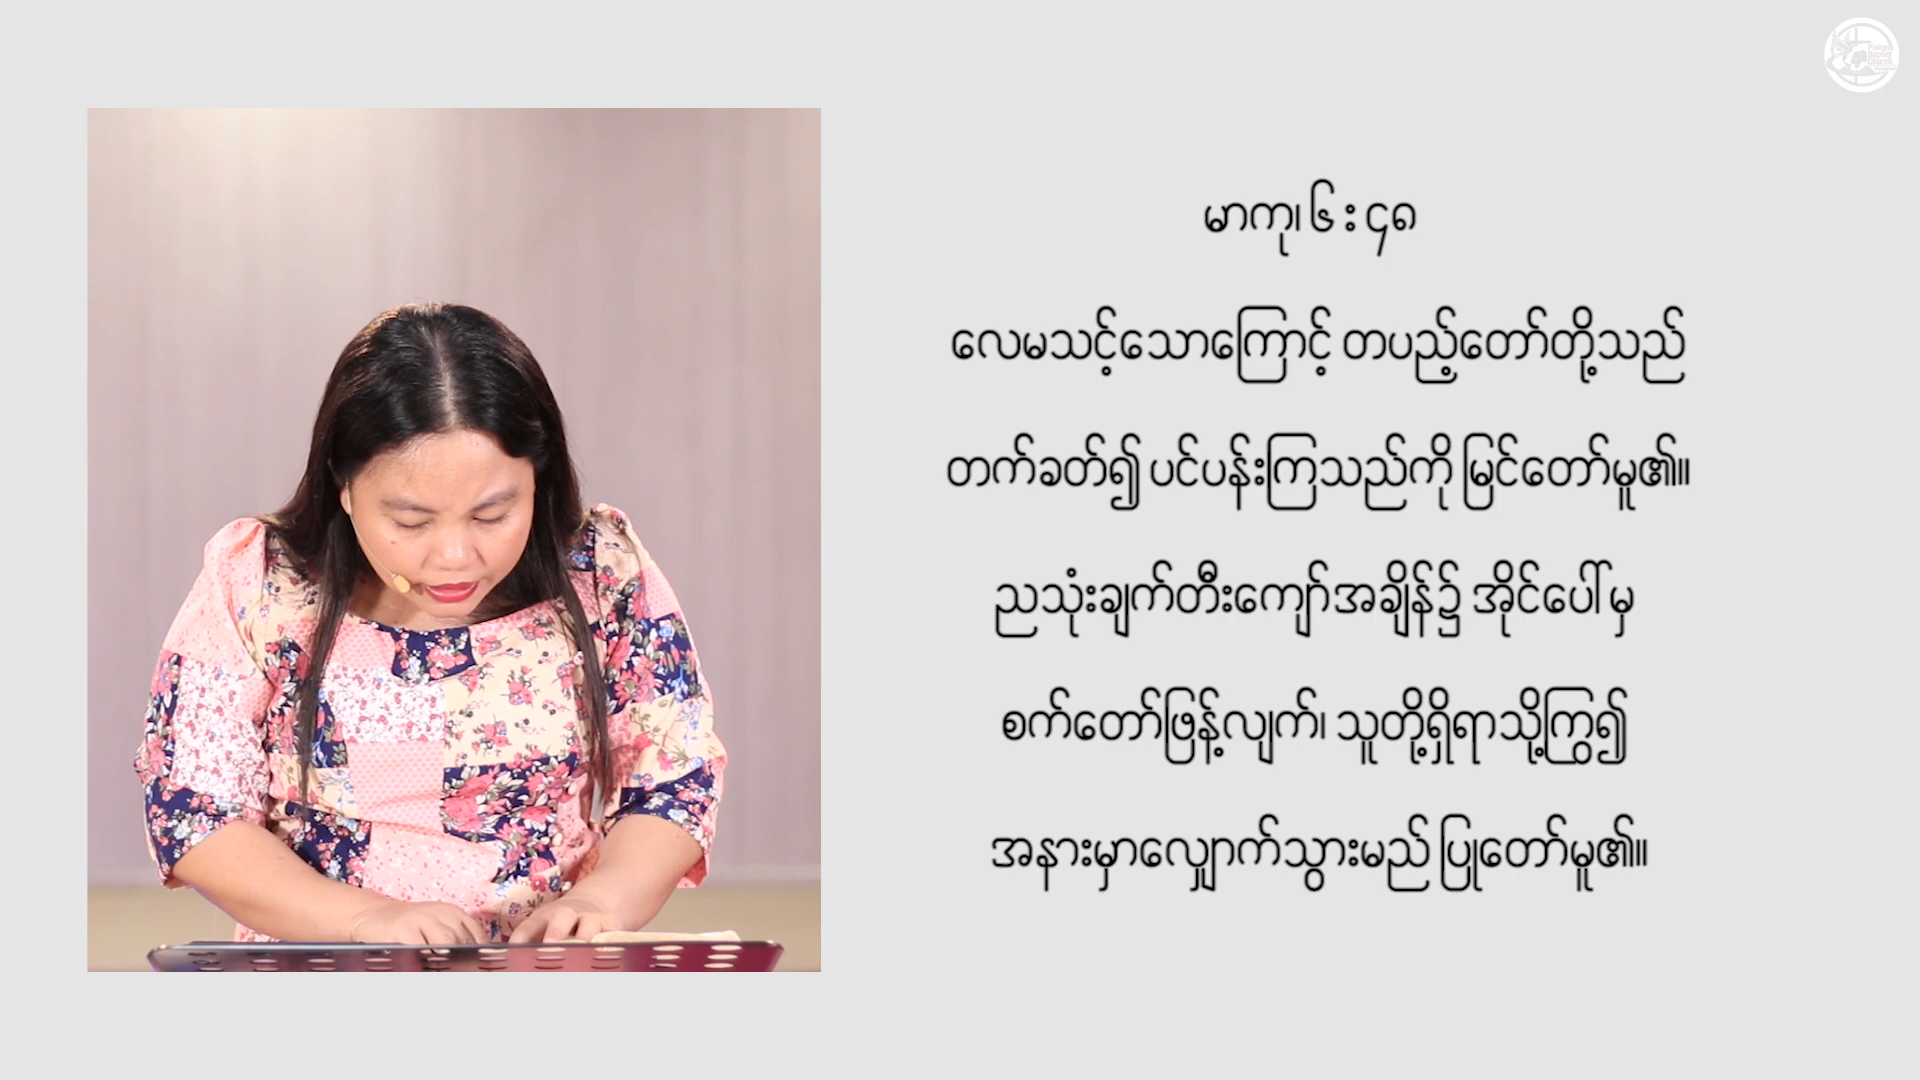 မာကု၊ ၆ : ၄၈
လေမသင့်သောကြောင့် တပည့်တော်တို့သည်
တက်ခတ်၍ ပင်ပန်းကြသည်ကို မြင်တော်မူ၏။
ညသုံးချက်တီးကျော်အချိန်၌ အိုင်ပေါ်မှ
စက်တော်ဖြန့်လျက်၊ သူတို့ရှိရာသို့ကြွ၍
အနားမှာလျှောက်သွားမည် ပြုတော်မူ၏။